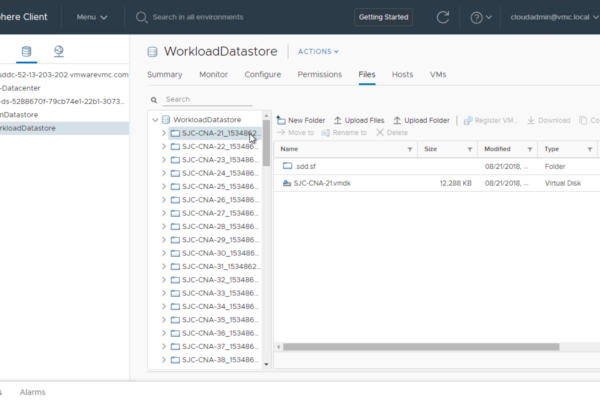 here Client Menu Search in all environments Getting Started cloudadmin@vmc.local
WorkloadDatastore ACTIONS
sddc-52-13-203-202.vmwarevmc.com
-Datacenter
-ds-5288670f-79cb74e1-22b1-3073...
mDatastore
rkloadDatastore
Summary Monitor Configure Permissions Files Hosts VMs
Search
WorkloadDatastore
SJC-CNA-21_1534862...
SJC-CNA-22_153486...
SJC-CNA-23_153486...
SJC-CNA-24_153486...
SJC-CNA-25_153486...
SJC-CNA-26_153486...
SJC-CNA-27_153486...
SJC-CNA-28_153486...
SJC-CNA-29_153486...
SJC-CNA-30_153486...
SJC-CNA-31_1534862...
SJC-CNA-32_153486...
SJC-CNA-33_153486...
SJC-CNA-34_153486...
SJC-CNA-35_153486...
SJC-CNA-36_153486...
SJC-CNA-37_153486...
SJC-CNA-38_153486...
New Folder Upload Files Upload Folder Register VM... Download Co
Move to Rename to Delete
Name Size Modified Type
.sdd.sf 08/21/2018, ... Folder
SJC-CNA-21.vmdk 12,288 KB 08/21/2018, ... Virtual Disk
s Alarms